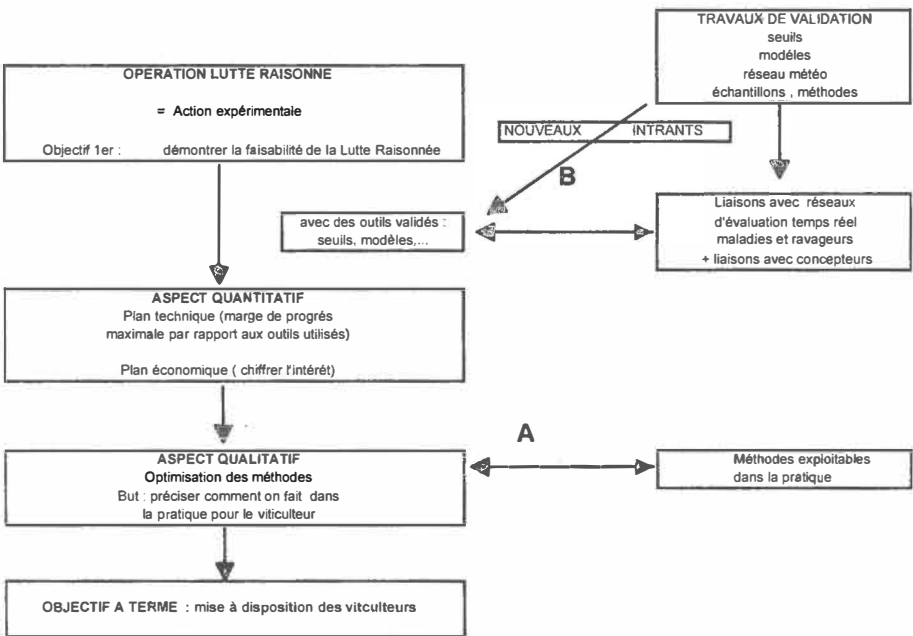 TRAVAUX DE VALIDATION
seuils
modéles
réseau météo
échantillons , méthodes
OPERATION LUTTE RAISONNE
= Action expérimentale
Objectif 1er : démontrer la faisabilité de la Lutte Raisonnée
NOUVEAUX INTRANTS
B
avec des outils validés :
seuils, modèles,...
Liaisons avec réseaux
d'évaluation temps réel
maladies et ravageurs
+ liaisons avec concepteurs
ASPECT QUANTITATIF
Plan technique (marge de progrés
maximale par rapport aux outils utilisés)
Plan économique ( chiffrer l'intérét)
A
ASPECT QUALITATIF
Optimisation des méthodes
But : préciser comment on fait dans
la pratique pour le viticulteur
Méthodes exploitables
dans la pratique
OBJECTIF A TERME : mise à disposition des vitculteurs